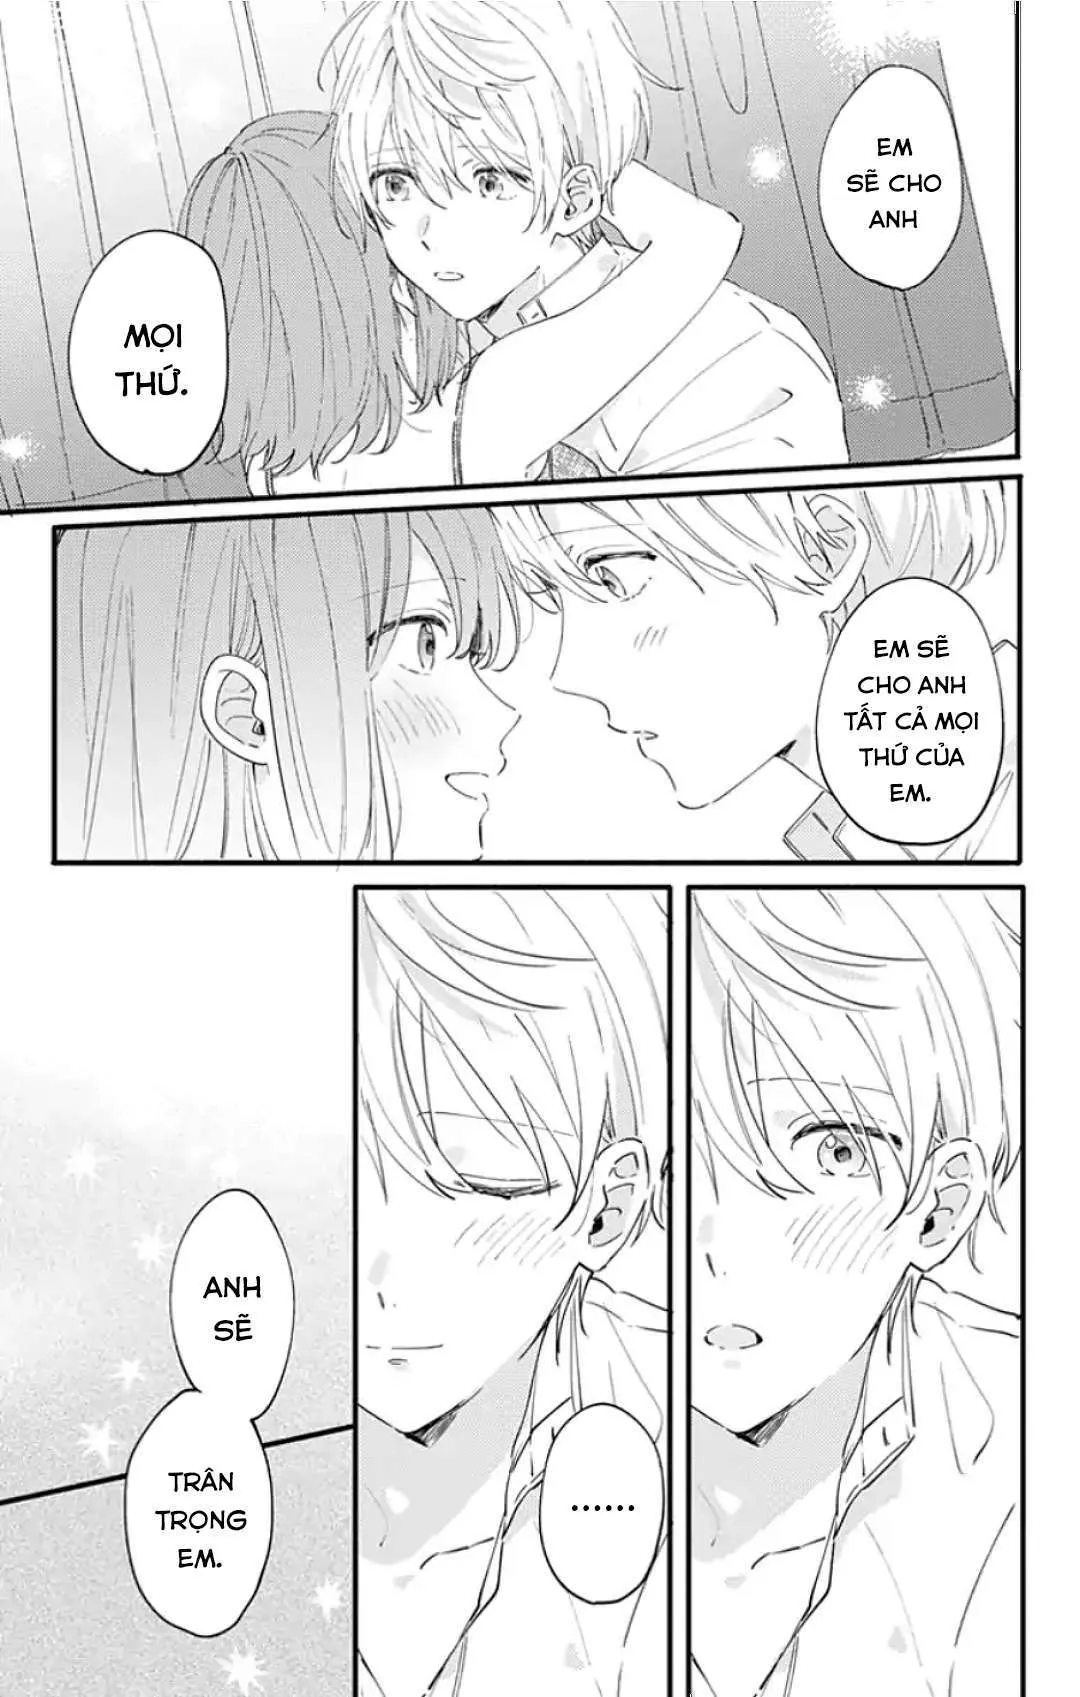 EM
SẼ CHO
ANH
MỌI
THỨ.
EM SẼ
CHO ANH
TẤT CẢ MỌI
THỨ CỦA
EM.
......
ANH
SẼ
TRÂN
TRỌNG
EM.